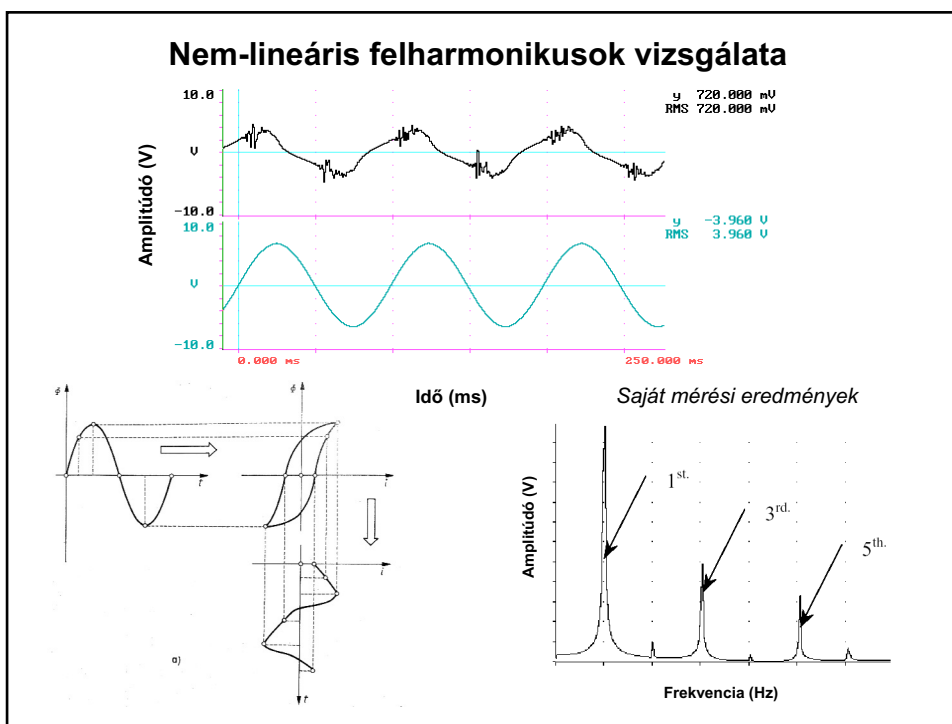 Nem-lineáris felharmonikusok vizsgálata
Amplitúdó (V)
10.0
V
-10.0
y 720.000 mV
RMS 720.000 mV
10.0
V
-10.0
y -3.960 V
RMS 3.960 V
0.000 ms
250.000 ms
Idő (ms)
Saját mérési eredmények
Φ
t
Φ
i
i
t
a)
Amplitúdó (V)
1st.
3rd.
5th.
Frekvencia (Hz)